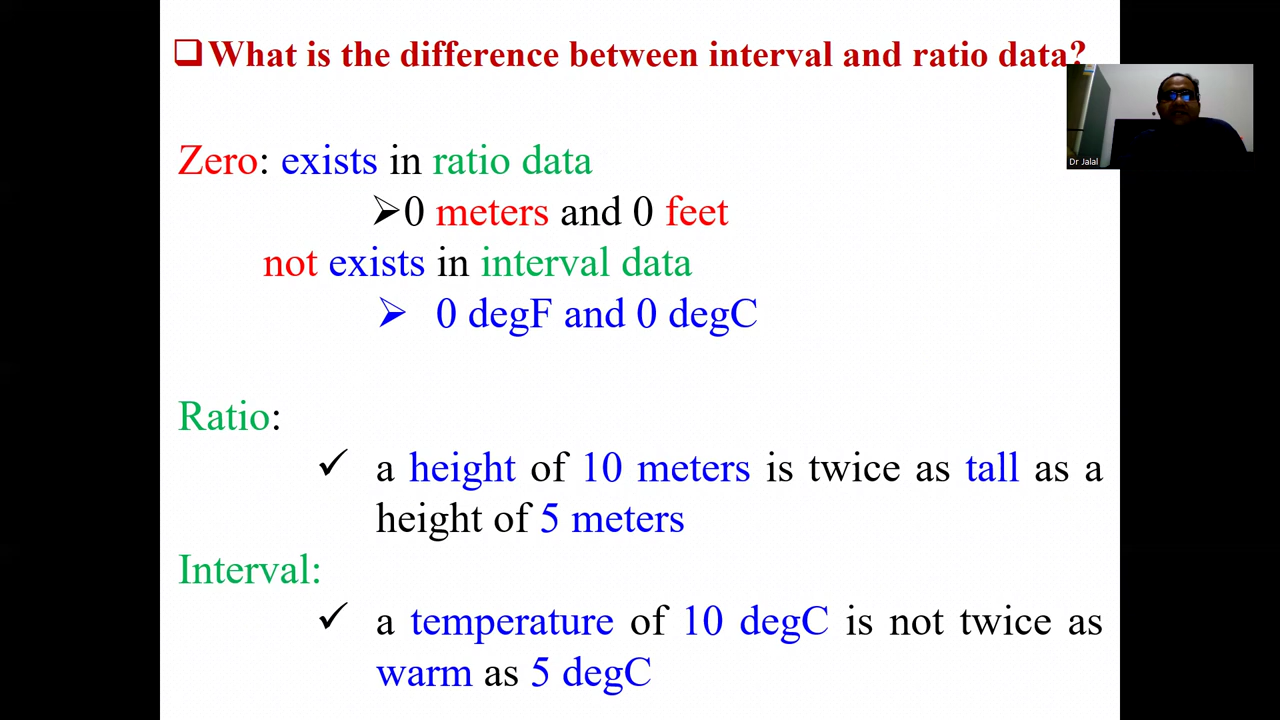 ❑What is the difference between interval and ratio data?
Dr Jalal
Zero: exists in ratio data
➢0 meters and 0 feet
not exists in interval data
➢ 0 degF and 0 degC
Ratio:
✓ a height of 10 meters is twice as tall as a
height of 5 meters
Interval:
✓ a temperature of 10 degC is not twice as
warm as 5 degC